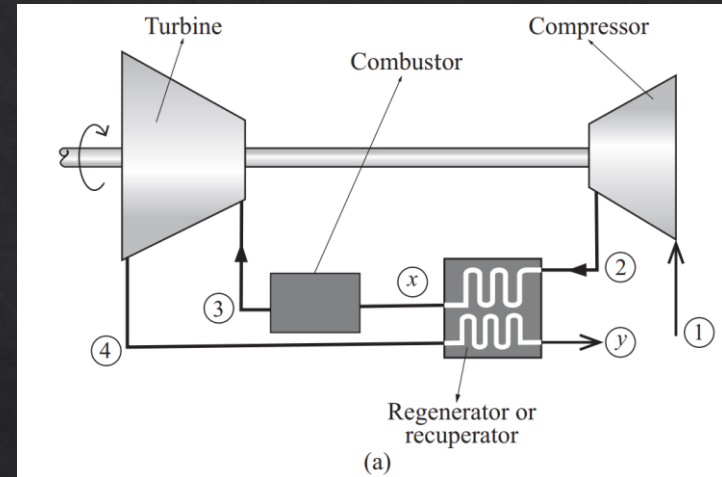 Turbine
Compressor
Combustor
x
2
3
1
4
y
Regenerator or
recuperator
(a)